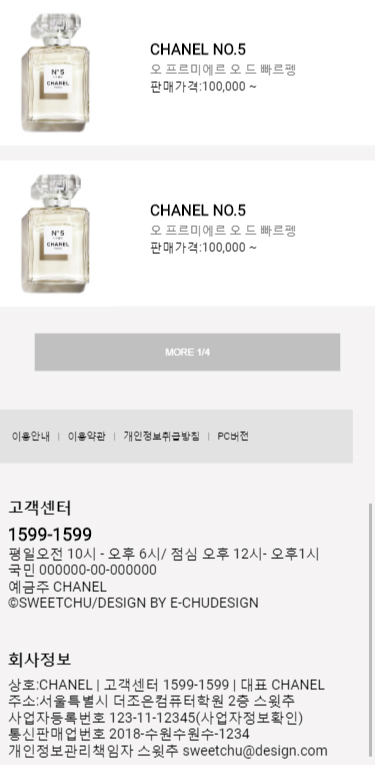 N°5
CHANEL
CHANEL NO.5
오 프르미에르 오 드 빠르펭
판매가격:100,000 ~
N°5
CHANEL
CHANEL NO.5
오 프르미에르 오 드 빠르펭
판매가격:100,000 ~
MORE 1/4
이용안내 | 이용약관 | 개인정보취급방침 | PC버전
고객센터
1599-1599
평일오전 10시 - 오후 6시/ 점심 오후 12시- 오후1시
국민 000000-00-000000
예금주 CHANEL
©SWEETCHU/DESIGN BY E-CHUDESIGN
회사정보
상호:CHANEL | 고객센터 1599-1599 | 대표 CHANEL
주소:서울특별시 더조은컴퓨터학원 2층 스윗추
사업자등록번호 123-11-12345(사업자정보확인)
통신판매업번호 2018-수원수원수-1234
개인정보관리책임자 스윗추 sweetchu@design.com